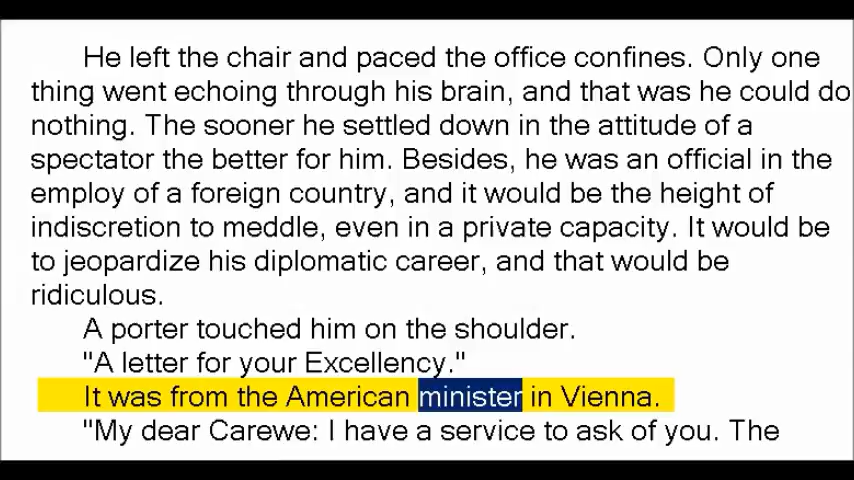 He left the chair and paced the office confines. Only one
thing went echoing through his brain, and that was he could do
nothing. The sooner he settled down in the attitude of a
spectator the better for him. Besides, he was an official in the
employ of a foreign country, and it would be the height of
indiscretion to meddle, even in a private capacity. It would be
to jeopardize his diplomatic career, and that would be
ridiculous.
A porter touched him on the shoulder.
"A letter for your Excellency."
It was from the American minister in Vienna.
"My dear Carewe: I have a service to ask of you. The